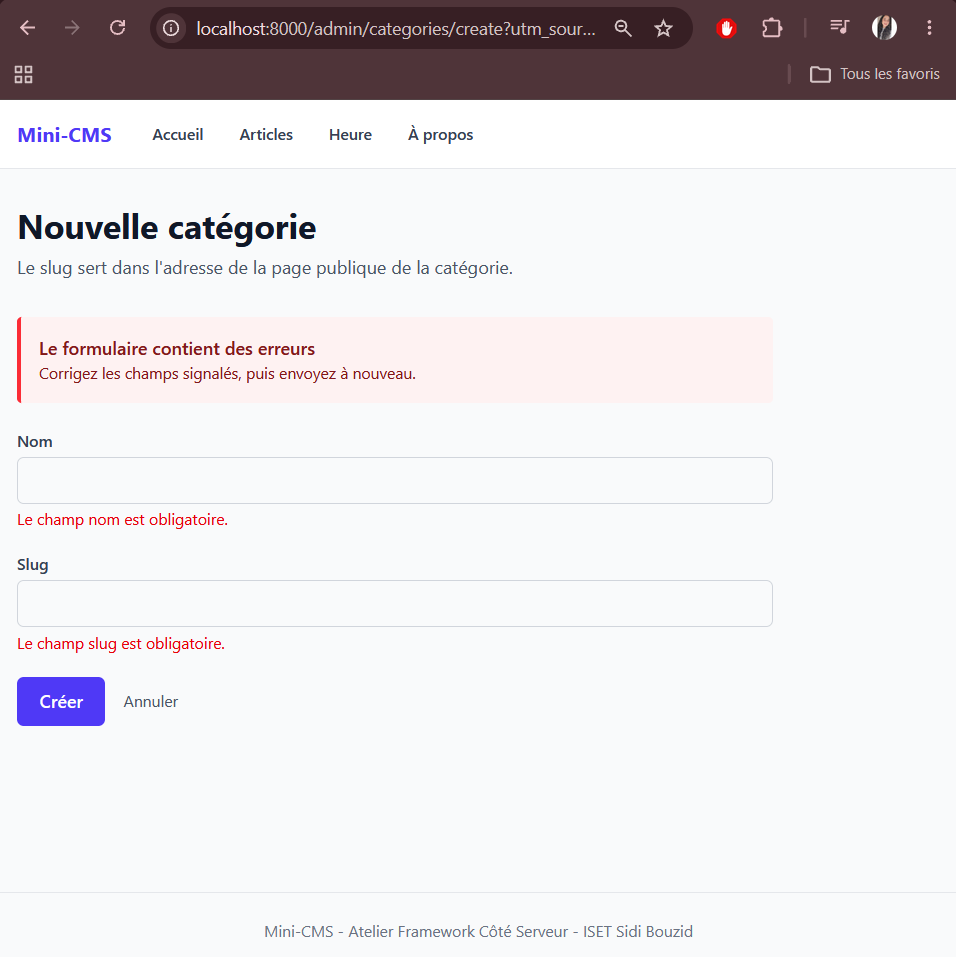 localhost:8000/admin/categories/create?utm_sour...
Tous les favoris
Mini-CMS Accueil Articles Heure À propos
Nouvelle catégorie
Le slug sert dans l'adresse de la page publique de la catégorie.
Le formulaire contient des erreurs
Corrigez les champs signalés, puis envoyez à nouveau.
Nom
Le champ nom est obligatoire.
Slug
Le champ slug est obligatoire.
Créer Annuler
Mini-CMS - Atelier Framework Côté Serveur - ISET Sidi Bouzid